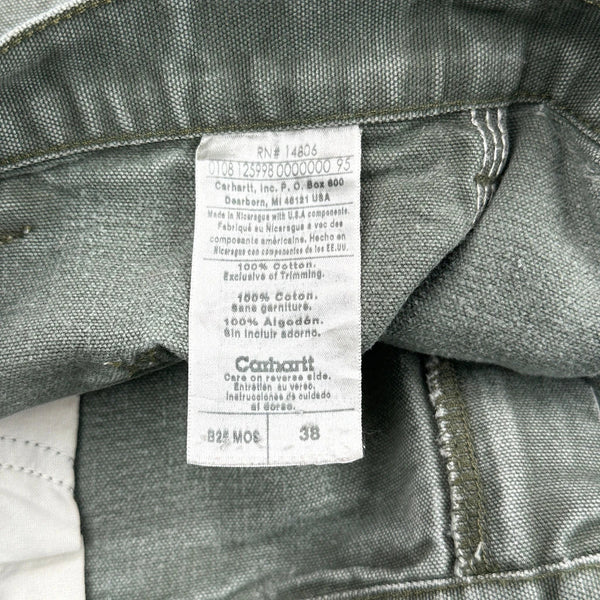 RN# 14806
0108 125998 0000000 95
Carhartt, Inc. P. O. Box 600
Dearborn, MI 48121 USA
Made in Nicaragua with U.S.A components.
Fabriqué au Nicaragua a vec des
composante américaine. Hecho en
Nicaragua con componentes de los EE.UU.
100% Cotton.
Exclusive of Trimming.
100% Coton.
Sans garniture.
100% Algodón.
Sin incluir adorno.
Carhartt
Care on reverse side.
Entretien au verso.
Instrucciones de cuidado
al dorso.
MOS 38